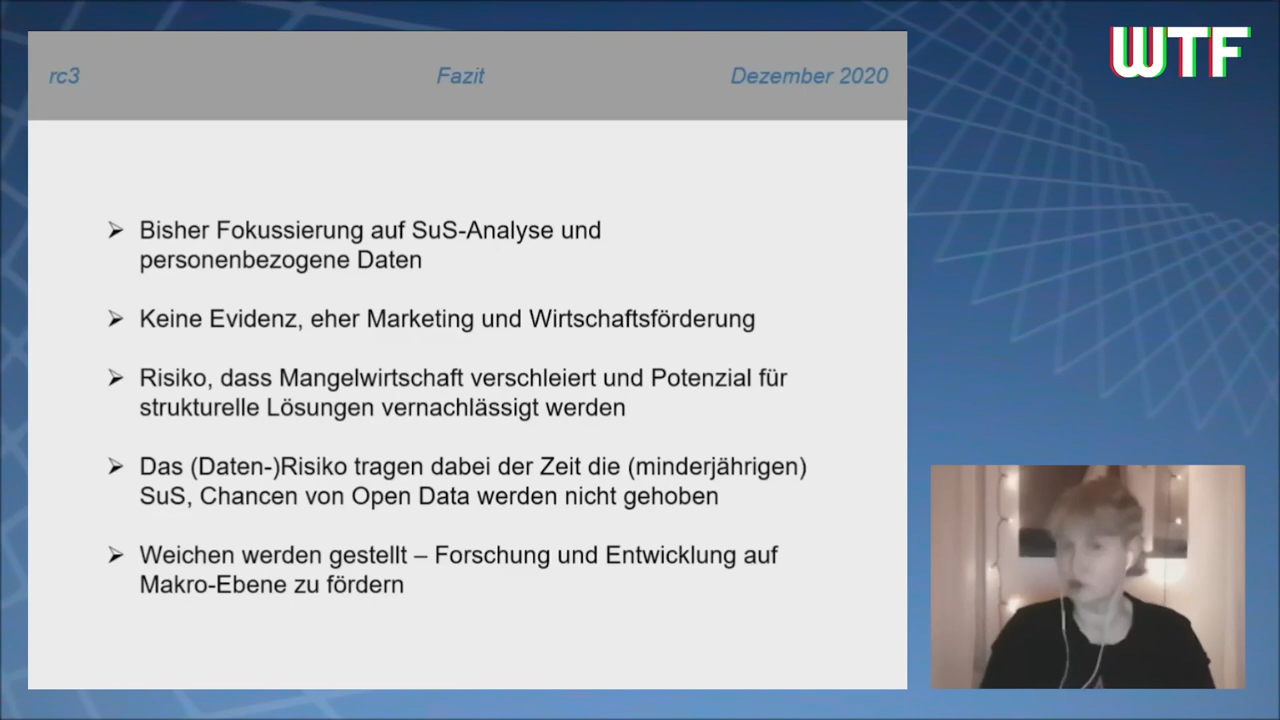 rc3 Fazit Dezember 2020
WTF
Bisher Fokussierung auf SuS-Analyse und
personenbezogene Daten
Keine Evidenz, eher Marketing und Wirtschaftsförderung
Risiko, dass Mangelwirtschaft verschleiert und Potenzial für
strukturelle Lösungen vernachlässigt werden
Das (Daten-)Risiko tragen dabei der Zeit die (minderjährigen)
SuS, Chancen von Open Data werden nicht gehoben
Weichen werden gestellt – Forschung und Entwicklung auf
Makro-Ebene zu fördern